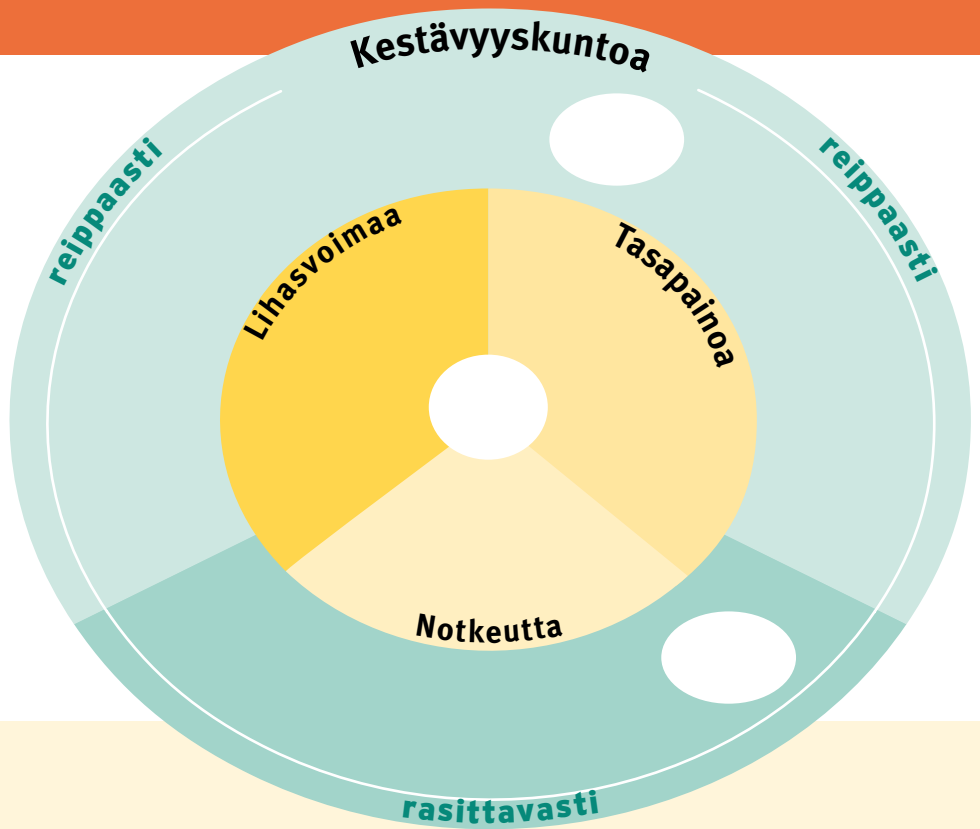 Kestävyyskuntoa
reippaasti
reippaasti
Lihasvoimaa
Tasapainoa
Notkeutta
rasittavasti